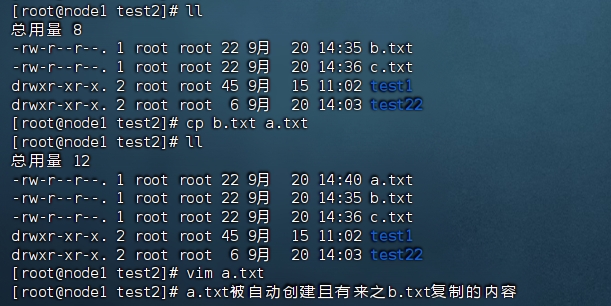 [root@node1 test2]# ll
总用量 8
-rw-r--r--. 1 root root 22 9月  20 14:35 b.txt
-rw-r--r--. 1 root root 22 9月  20 14:36 c.txt
drwxr-xr-x. 2 root root 45 9月  15 11:02 test1
drwxr-xr-x. 2 root root  6 9月  20 14:03 test22
[root@node1 test2]# cp b.txt a.txt
[root@node1 test2]# ll
总用量 12
-rw-r--r--. 1 root root 22 9月  20 14:40 a.txt
-rw-r--r--. 1 root root 22 9月  20 14:35 b.txt
-rw-r--r--. 1 root root 22 9月  20 14:36 c.txt
drwxr-xr-x. 2 root root 45 9月  15 11:02 test1
drwxr-xr-x. 2 root root  6 9月  20 14:03 test22
[root@node1 test2]# vim a.txt
[root@node1 test2]# a.txt被自动创建且有来之b.txt复制的内容